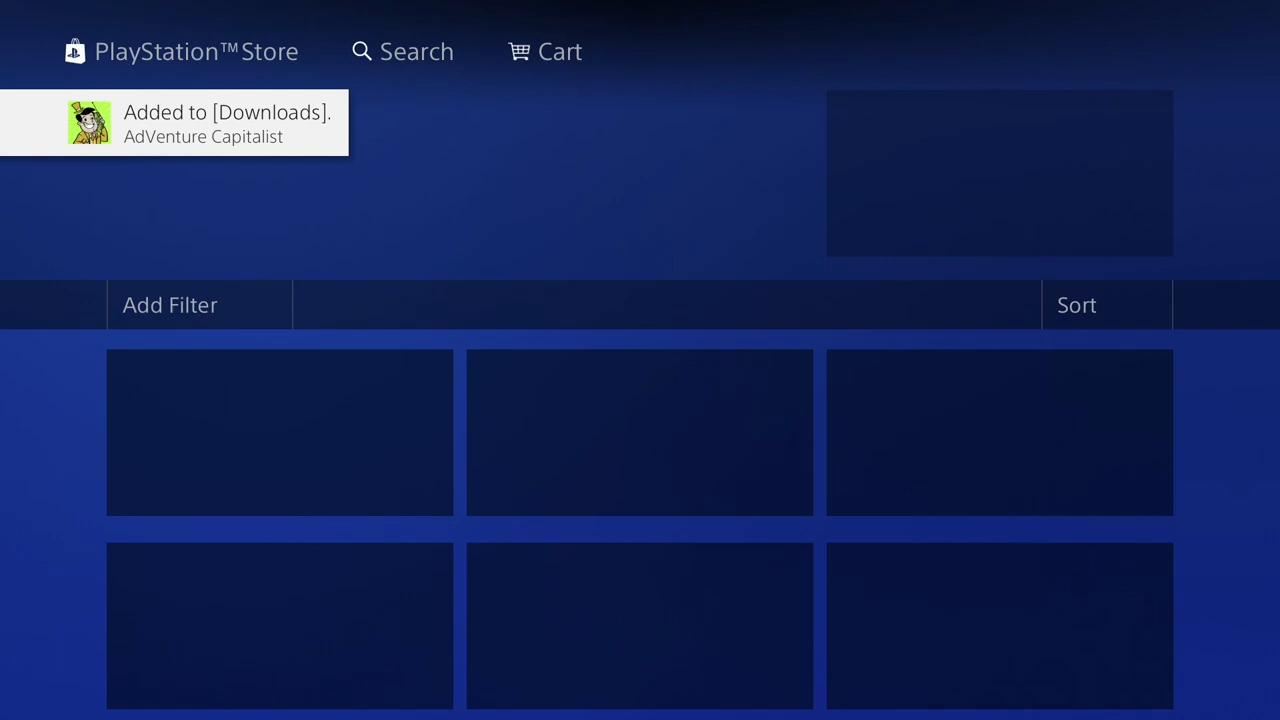 PlayStation™Store
Search
Cart
Added to [Downloads].
AdVenture Capitalist
Add Filter
Sort